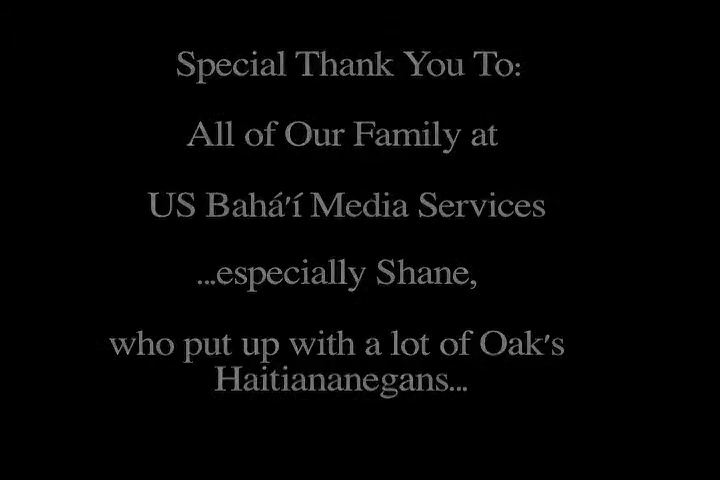 Special Thank You To:
All of Our Family at
US Bahá'í Media Services
...especially Shane,
who put up with a lot of Oak's
Haitiananegans...